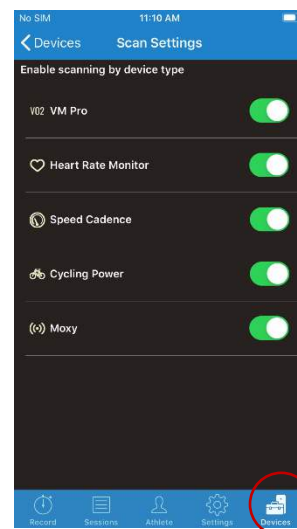 No SIM 11:10 AM
Devices Scan Settings
Enable scanning by device type
VO2 VM Pro
Heart Rate Monitor
Speed Cadence
Cycling Power
Moxy
Record Sessions Athlete Settings Devices